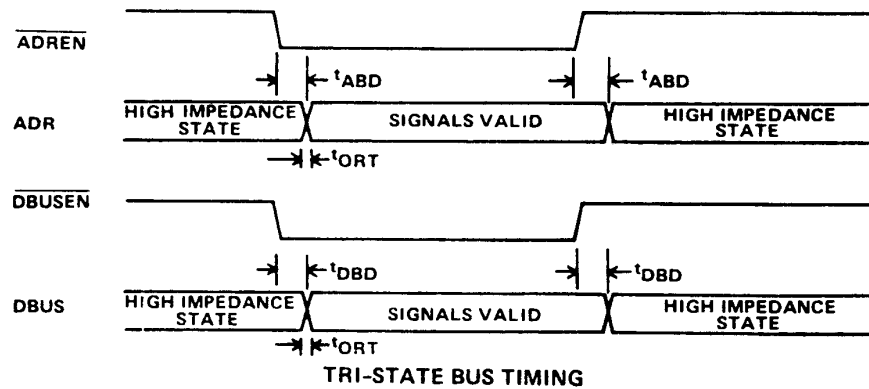 ADREN
tABD
tABD
ADR
HIGH IMPEDANCE
STATE
SIGNALS VALID
HIGH IMPEDANCE
STATE
tORT
DBUSEN
tDBD
tDBD
DBUS
HIGH IMPEDANCE
STATE
SIGNALS VALID
HIGH IMPEDANCE
STATE
tORT
TRI-STATE BUS TIMING